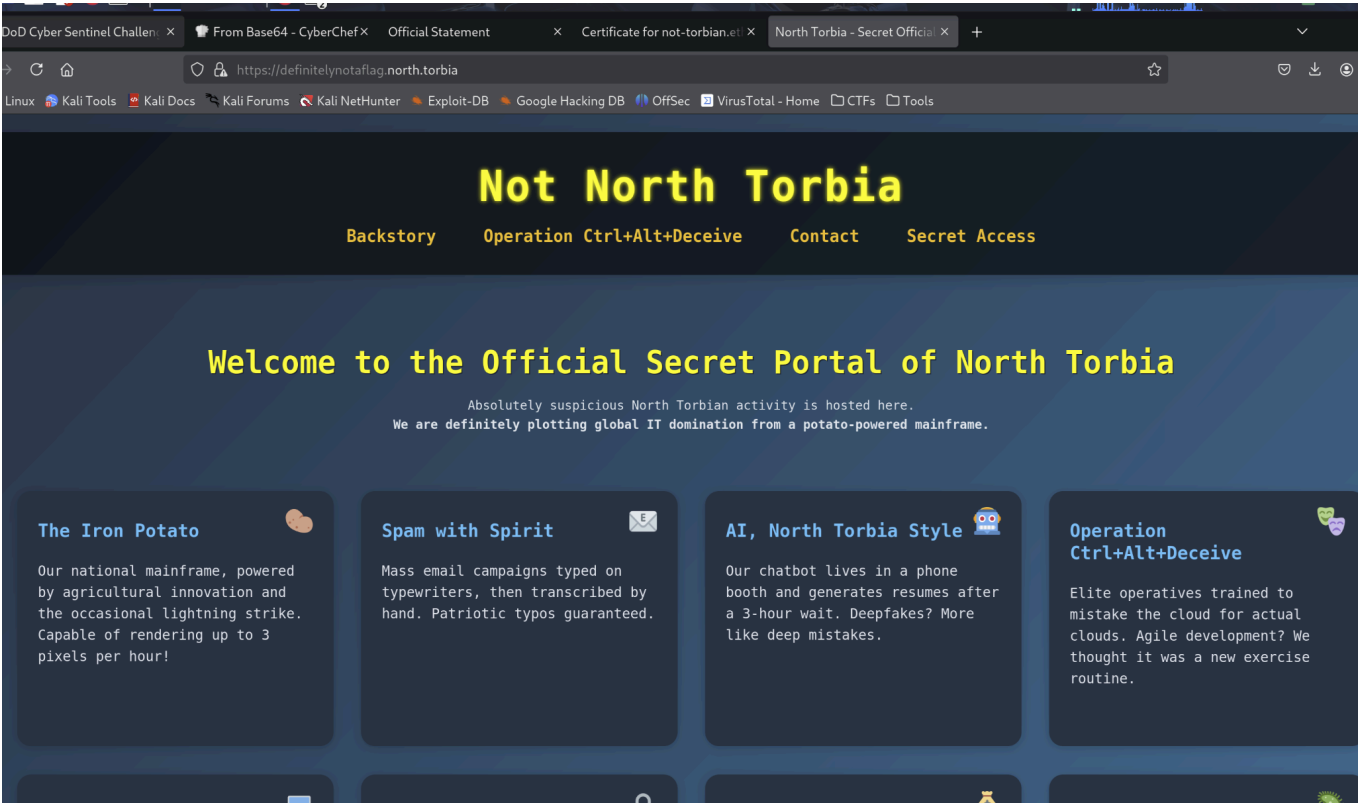 DoD Cyber Sentinel Challen
From Base64 - CyberChef
Official Statement
Certificate for not-torbian.et
North Torbia - Secret Official
https://definitelynotaflag.north.torbia
Linux
Kali Tools
Kali Docs
Kali Forums
Kali NetHunter
Exploit-DB
Google Hacking DB
OffSec
VirusTotal - Home
CTFs
Tools
Not North Torbia
Backstory
Operation Ctrl+Alt+Deceive
Contact
Secret Access
Welcome to the Official Secret Portal of North Torbia
Absolutely suspicious North Torbian activity is hosted here.
We are definitely plotting global IT domination from a potato-powered mainframe.
The Iron Potato
Our national mainframe, powered
by agricultural innovation and
the occasional lightning strike.
Capable of rendering up to 3
pixels per hour!
Spam with Spirit
Mass email campaigns typed on
typewriters, then transcribed by
hand. Patriotic typos guaranteed.
AI, North Torbia Style
Our chatbot lives in a phone
booth and generates resumes after
a 3-hour wait. Deepfakes? More
like deep mistakes.
Operation
Ctrl+Alt+Deceive
Elite operatives trained to
mistake the cloud for actual
clouds. Agile development? We
thought it was a new exercise
routine.